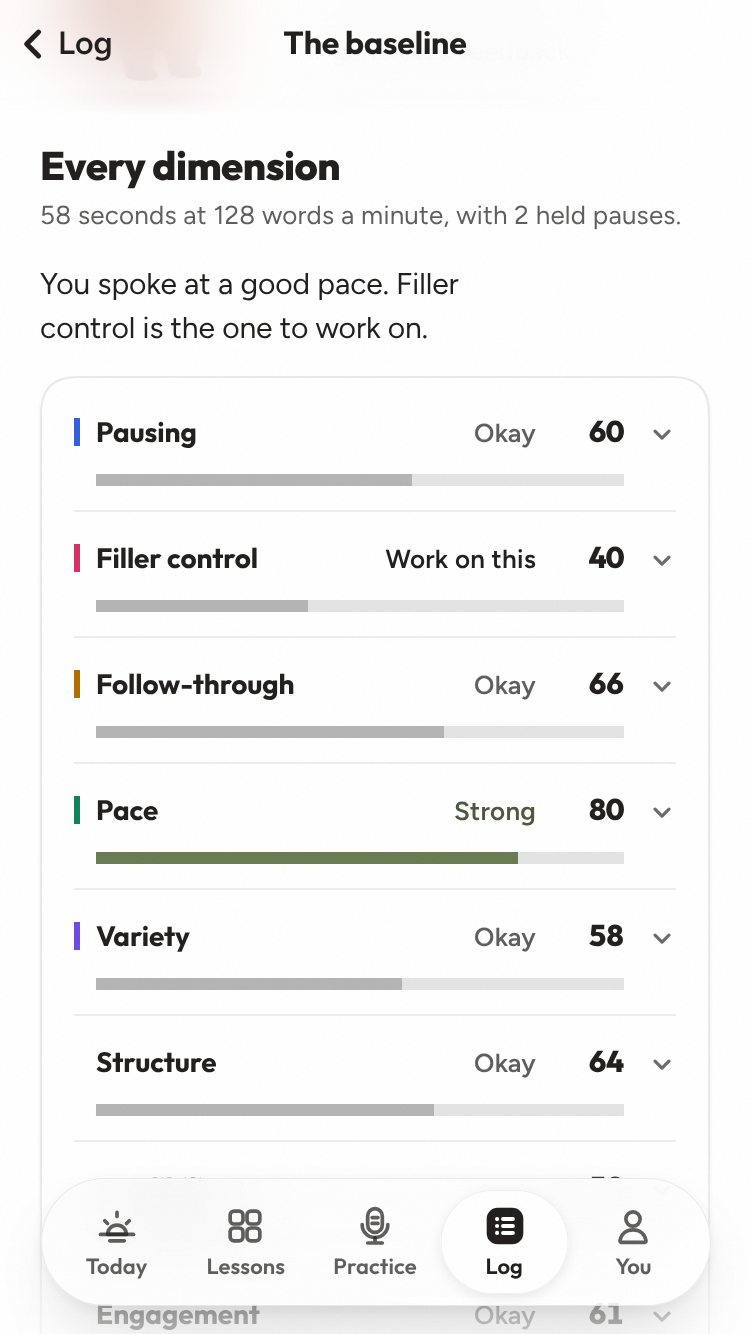 Log
The baseline
Every dimension
58 seconds at 128 words a minute, with 2 held pauses.
You spoke at a good pace. Filler
control is the one to work on.
Pausing Okay 60
Filler control Work on this 40
Follow-through Okay 66
Pace Strong 80
Variety Okay 58
Structure Okay 64
Today Lessons Practice Log You
Engagement Okay 61